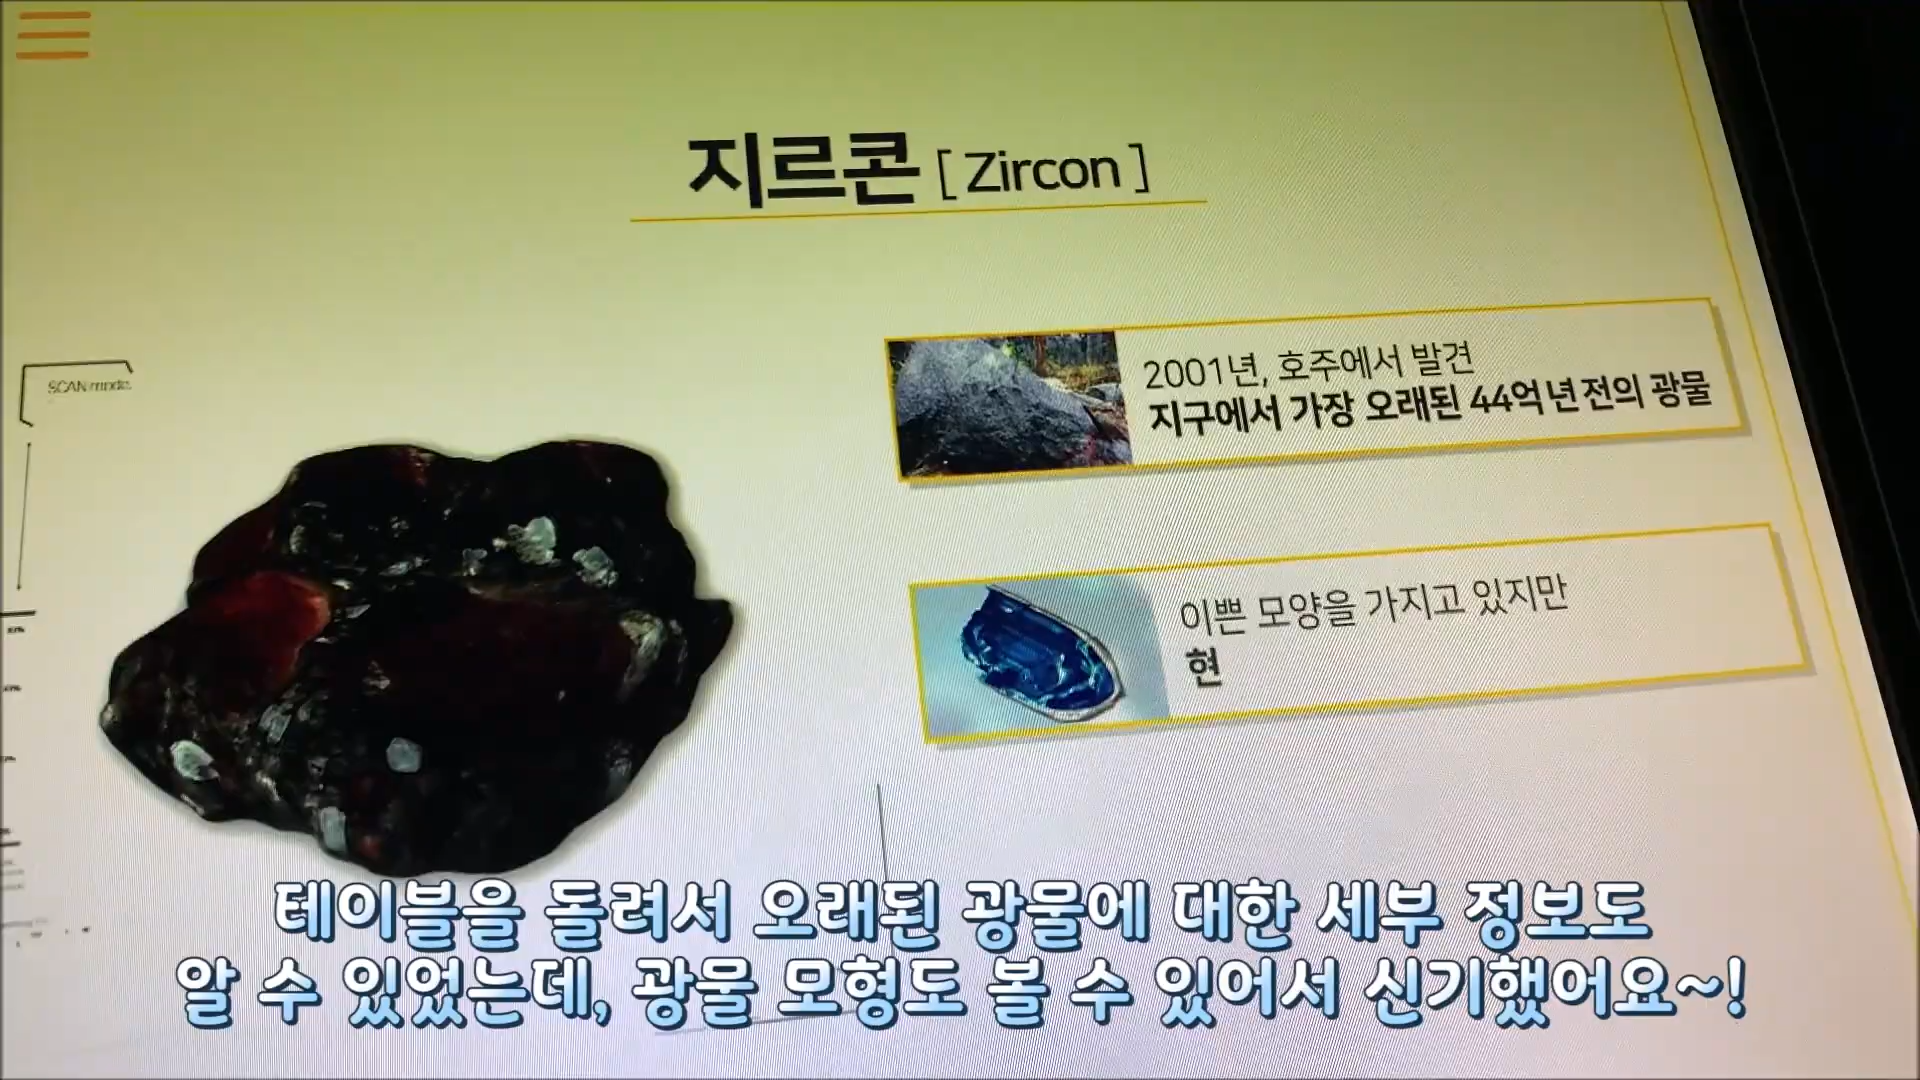 지르콘 [ Zircon ]
2001년, 호주에서 발견
지구에서 가장 오래된 44억 년 전의 광물
SCAN mode
이쁜 모양을 가지고 있지만
현
테이블을 돌려서 오래된 광물에 대한 세부 정보도
알 수 있었는데, 광물 모형도 볼 수 있어서 신기했어요~!